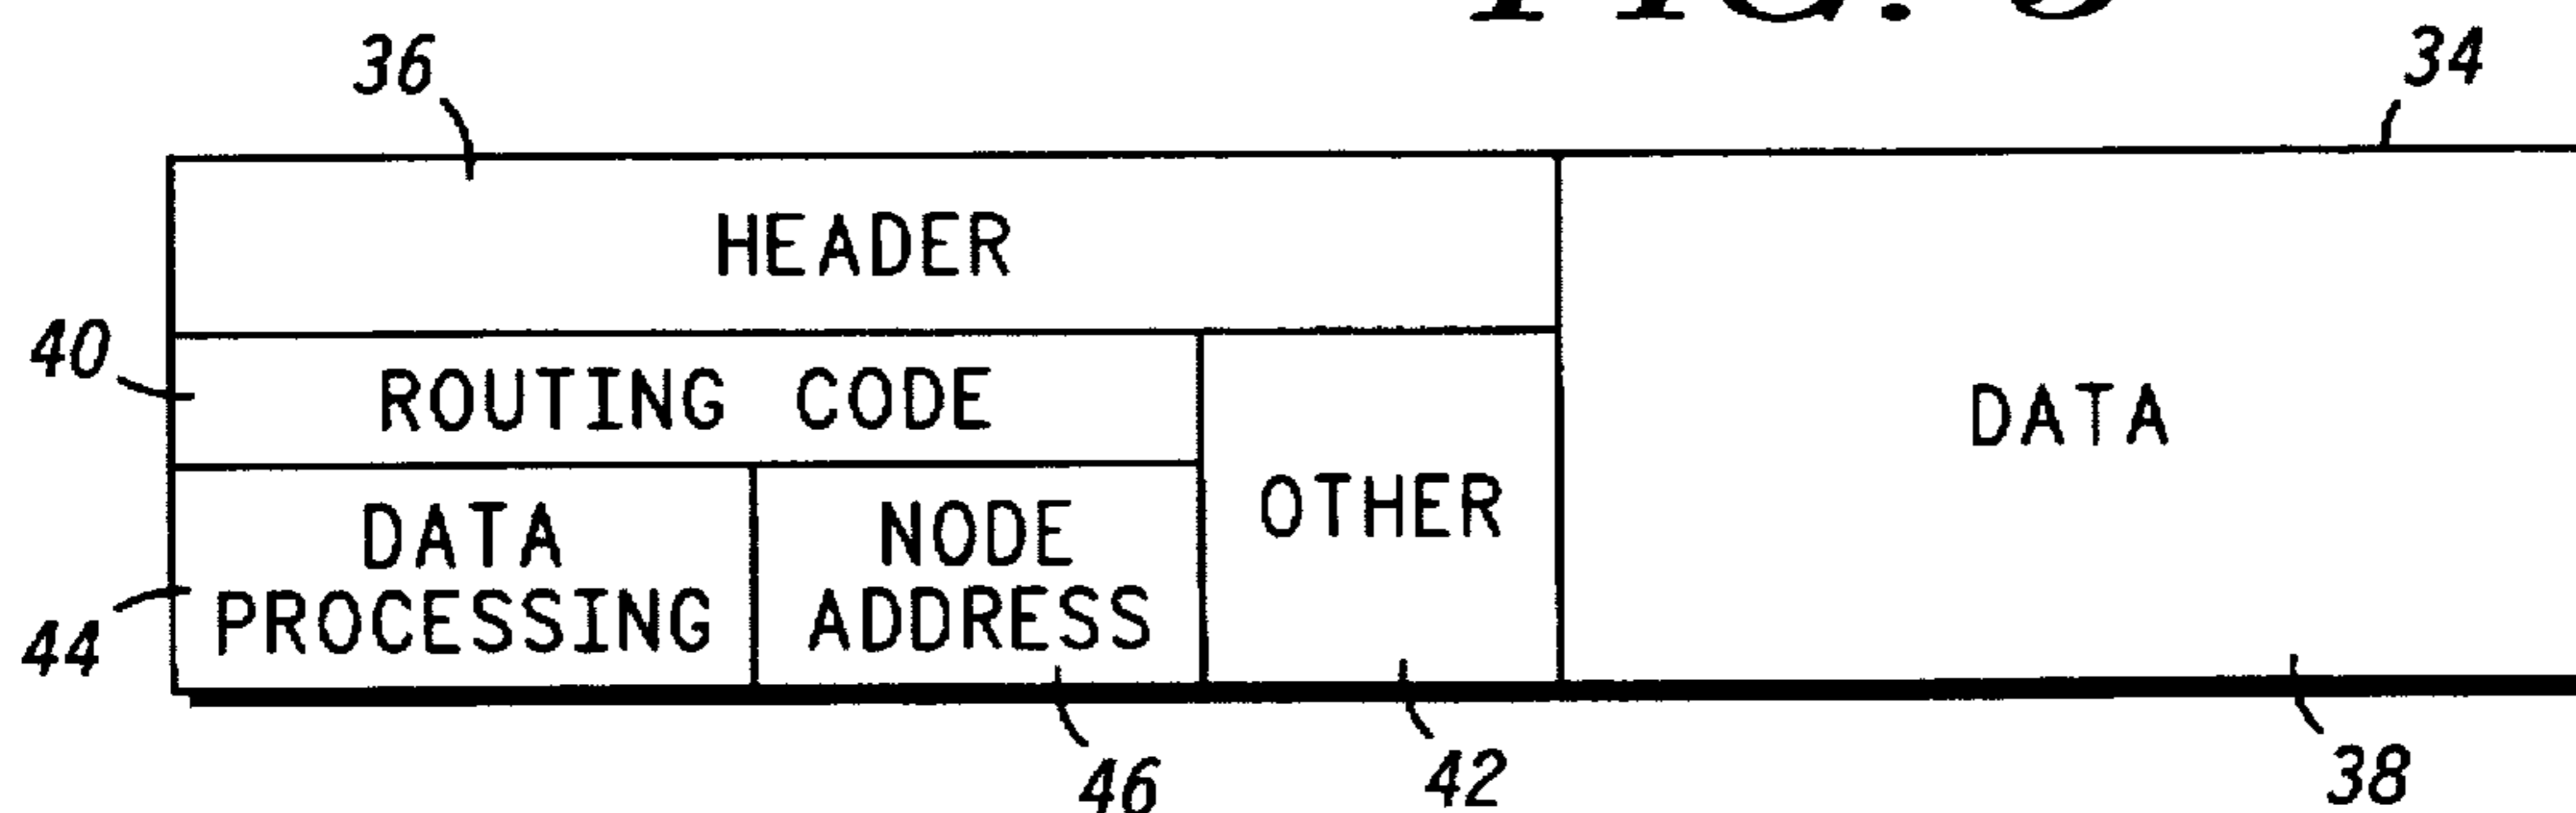 36
34
HEADER
40
ROUTING CODE
DATA
OTHER
DATA
PROCESSING
NODE
ADDRESS
44
46
42
38